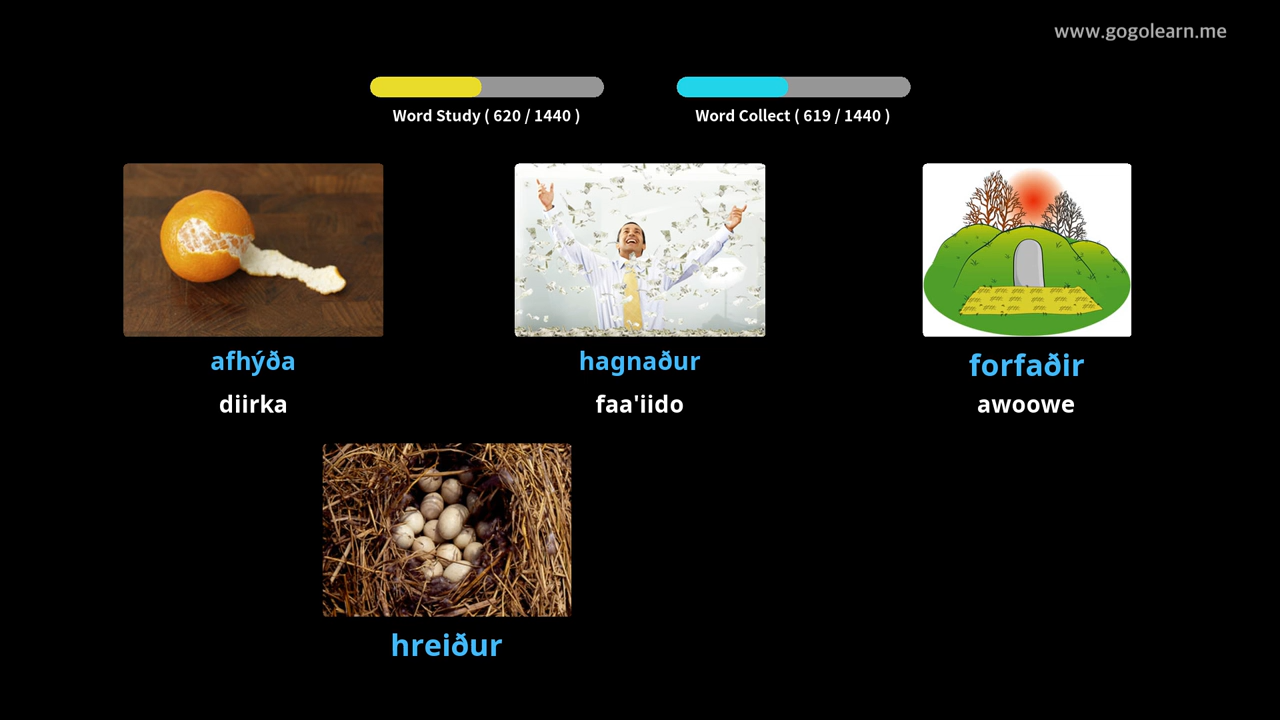 www.gogolearn.me
Word Study ( 620 / 1440 )
Word Collect ( 619 / 1440 )
afhýða
hagnaður
forfaðir
diirka
faa'iido
awoowe
hreiður